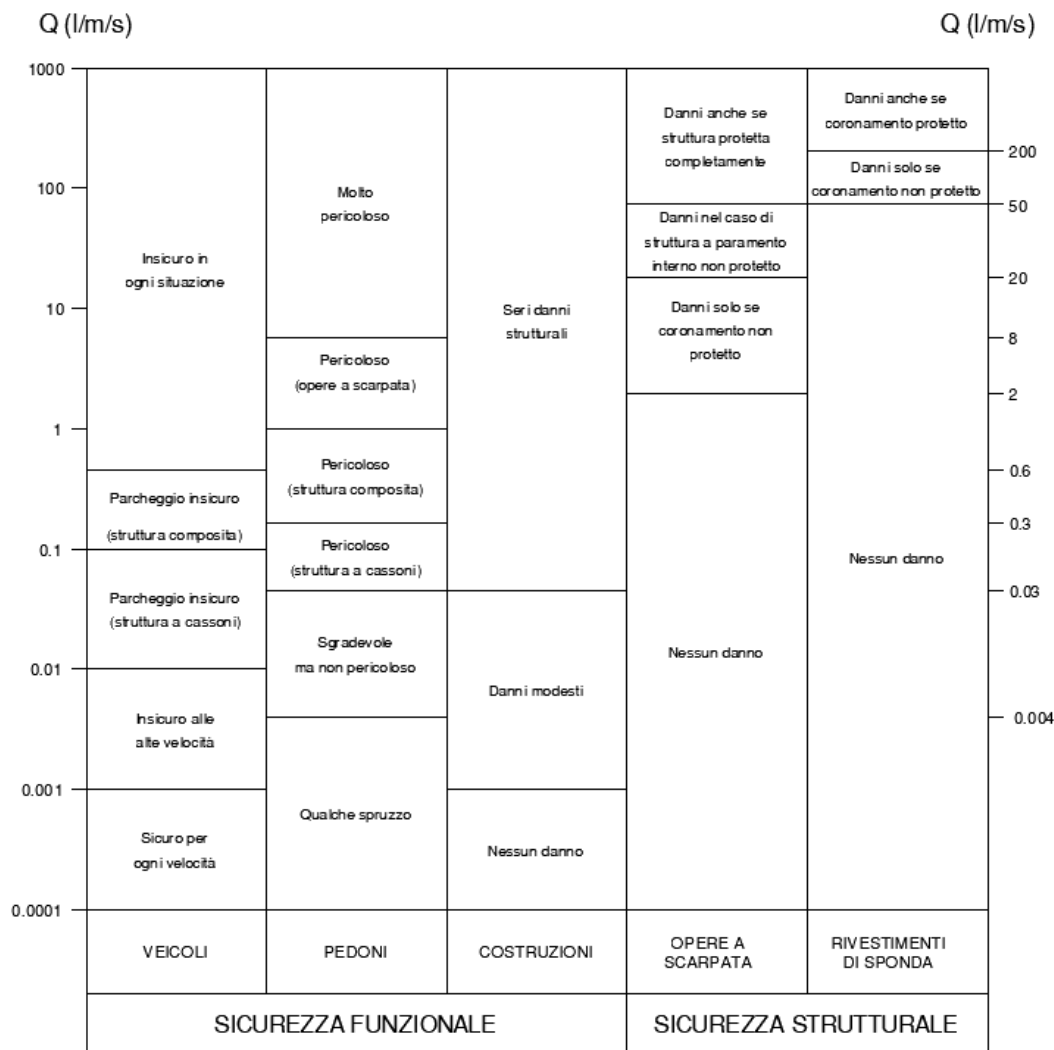 Q (l/m/s)
Q (l/m/s)
1000
100
10
1
0.1
0.01
0.001
0.0001
Insicuro in
ogni situazione
Parcheggio insicuro
(struttura composita)
Parcheggio insicuro
(struttura a cassoni)
Insicuro alle
alte velocità
Sicuro per
ogni velocità
VEICOLI
Molto
pericoloso
Pericoloso
(opere a scarpata)
Pericoloso
(struttura composita)
Pericoloso
(struttura a cassoni)
Sgradevole
ma non pericoloso
Qualche spruzzo
PEDONI
Seri danni
strutturali
Danni modesti
Nessun danno
COSTRUZIONI
Danni anche se
struttura protetta
completamente
Danni nel caso di
struttura a paramento
interno non protetto
Danni solo se
coronamento non
protetto
Nessun danno
OPERE A
SCARPATA
Danni anche se
coronamento protetto
Danni solo se
coronamento non protetto
Nessun danno
RIVESTIMENTI
DI SPONDA
200
50
20
8
2
0.6
0.3
0.03
0.004
SICUREZZA FUNZIONALE
SICUREZZA STRUTTURALE